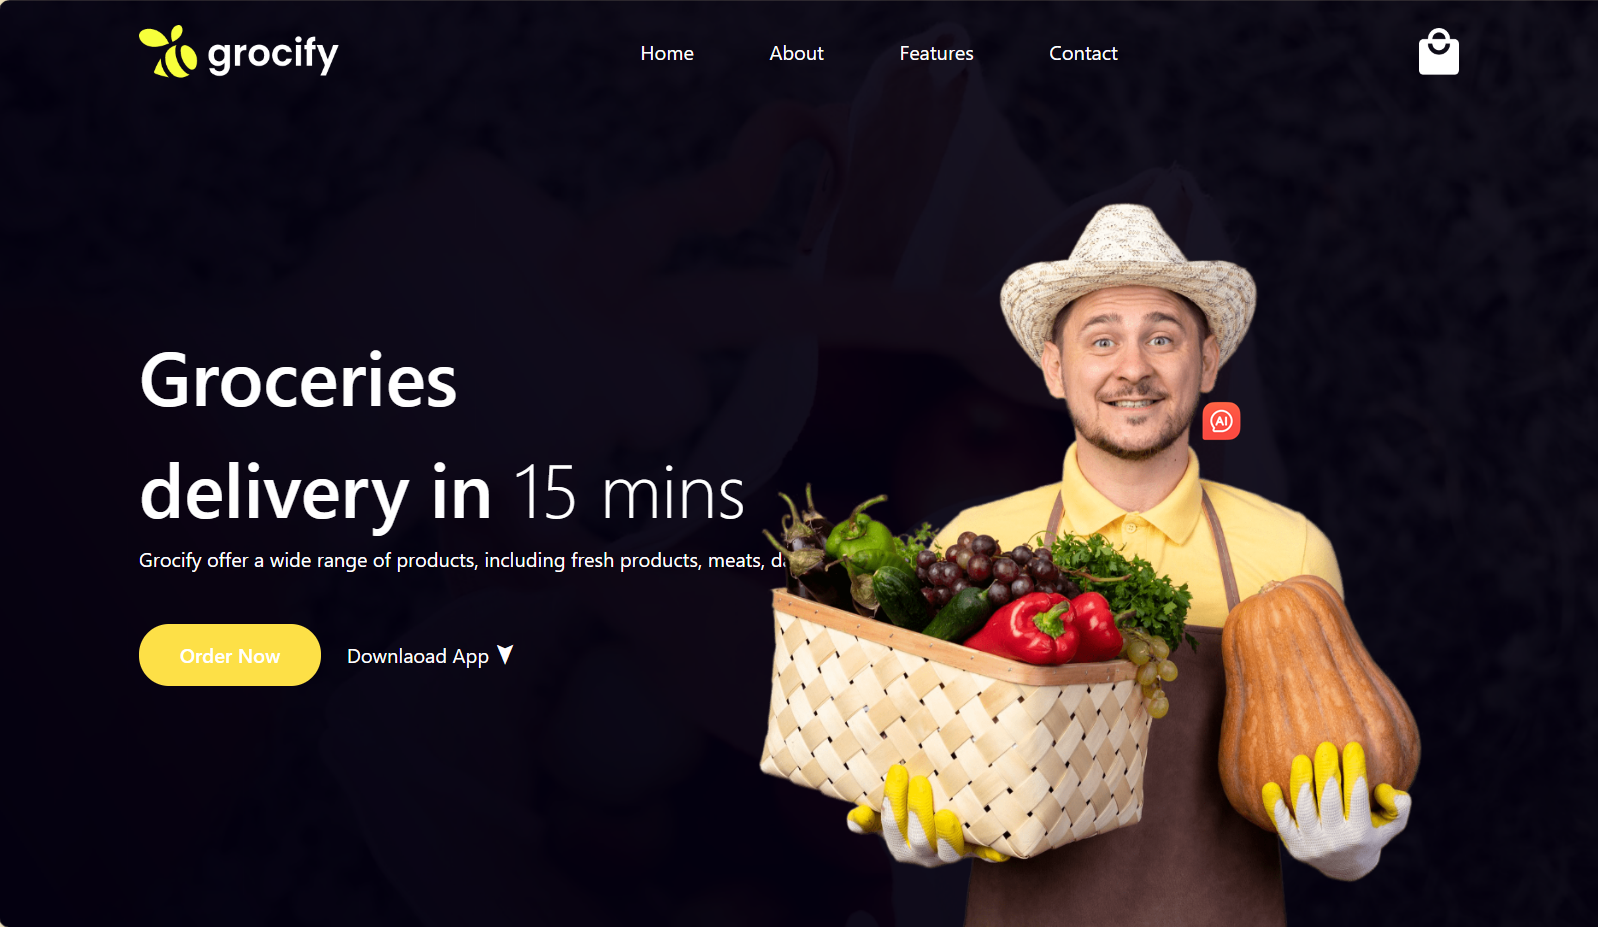 grocify
Home
About
Features
Contact
Groceries
delivery in 15 mins
Grocify offer a wide range of products, including fresh products, meats,
Order Now
Downlaoad App
AI